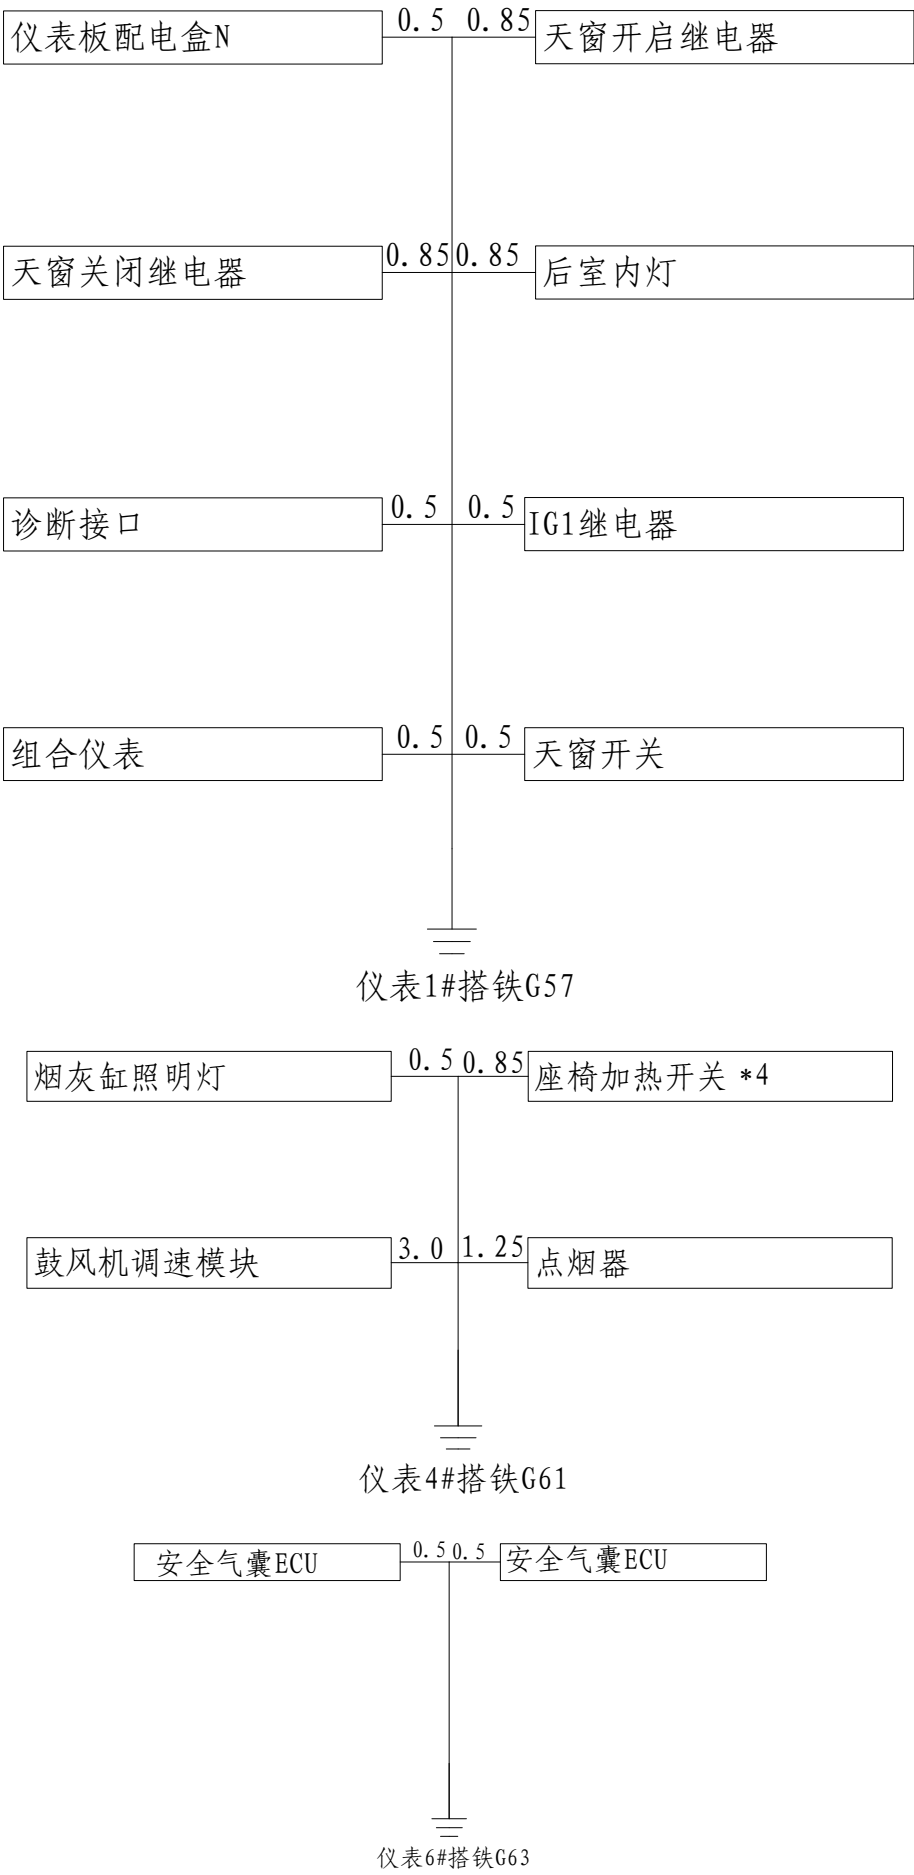 仪表板配电盒N 0.5 0.85 天窗开启继电器
天窗关闭继电器 0.85 0.85 后室内灯
诊断接口 0.5 0.5 IG1继电器
组合仪表 0.5 0.5 天窗开关
仪表1#搭铁G57
烟灰缸照明灯 0.5 0.85 座椅加热开关 *4
鼓风机调速模块 3.0 1.25 点烟器
仪表4#搭铁G61
安全气囊ECU 0.5 0.5 安全气囊ECU
仪表6#搭铁G63